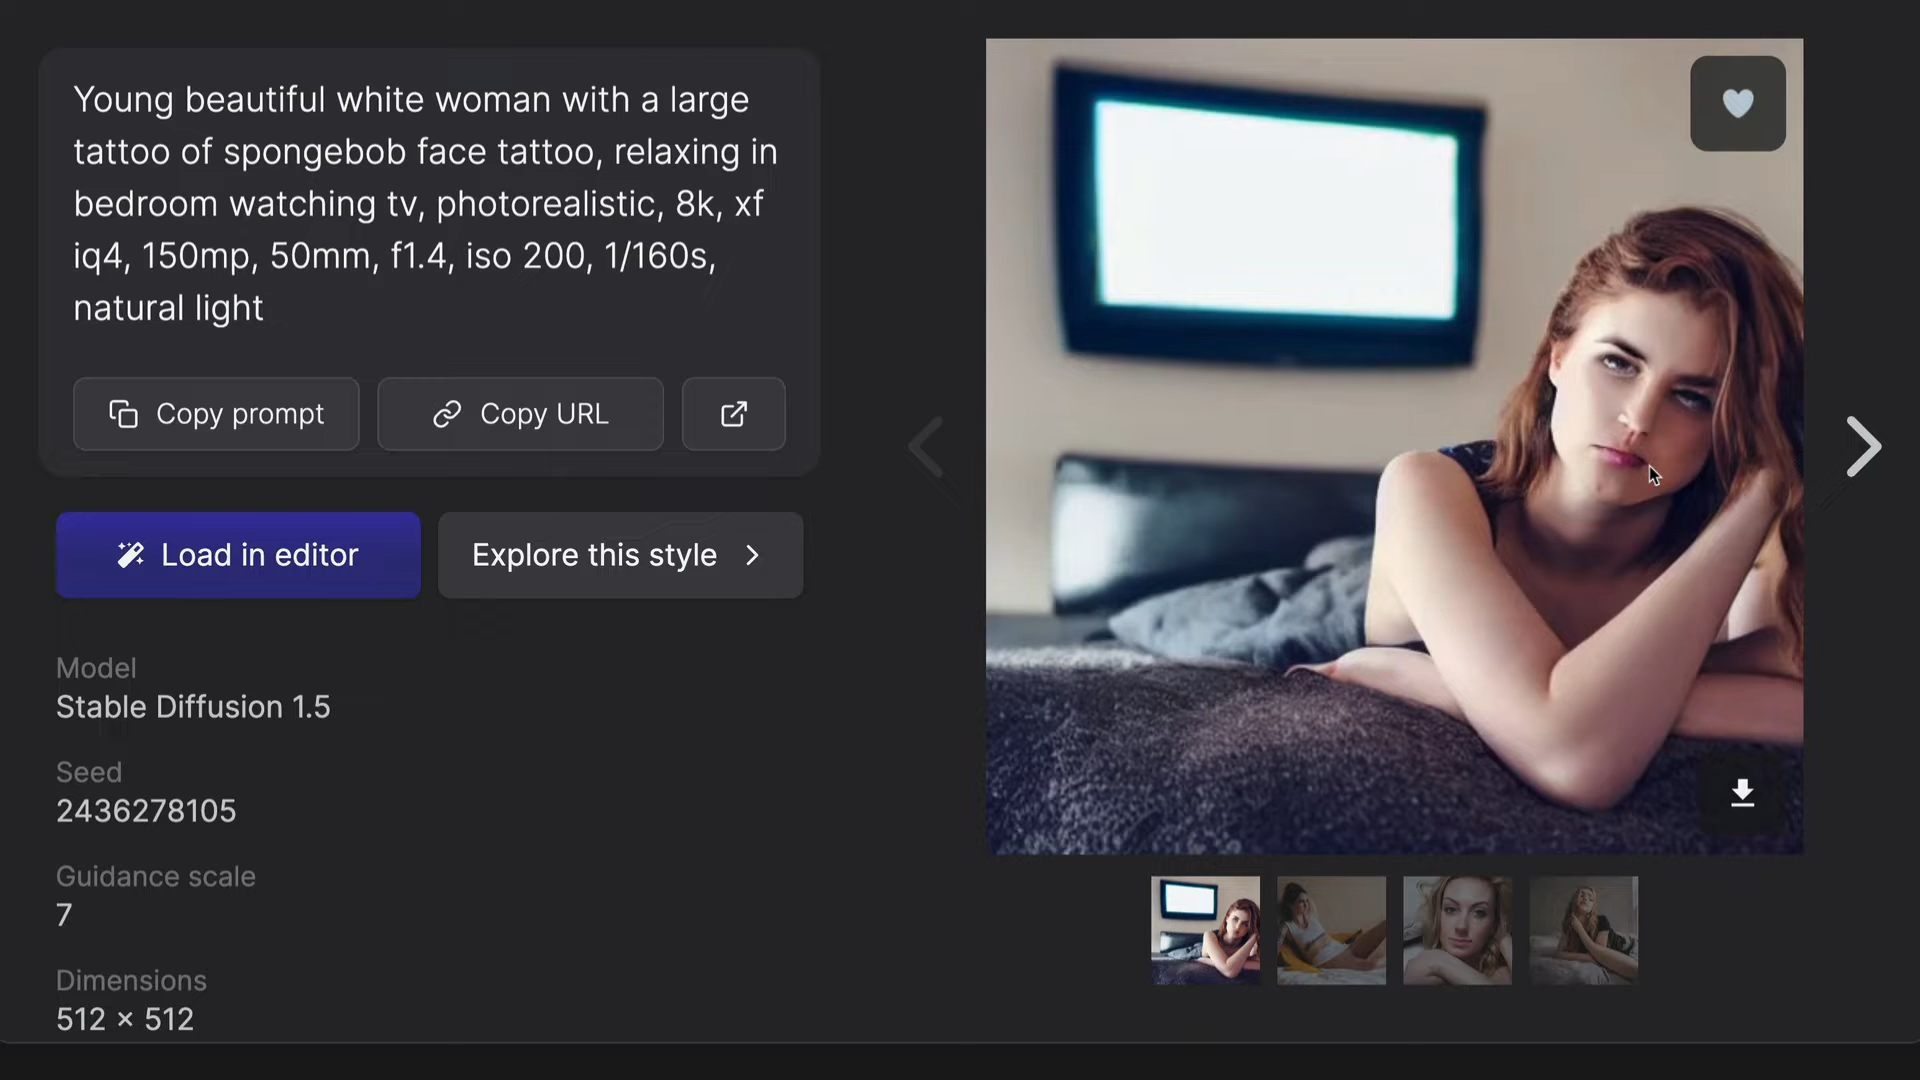 Young beautiful white woman with a large
tattoo of spongebob face tattoo, relaxing in
bedroom watching tv, photorealistic, 8k, xf
iq4, 150mp, 50mm, f1.4, iso 200, 1/160s,
natural light
Copy prompt
Copy URL
Load in editor
Explore this style
Model
Stable Diffusion 1.5
Seed
2436278105
Guidance scale
7
Dimensions
512 × 512